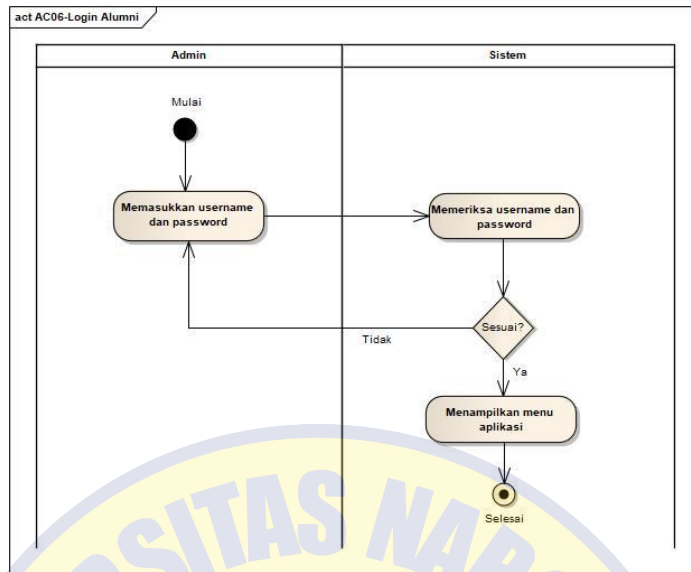 act AC06-Login Alumni
Admin
Sistem
Mulai
Memasukkan username
dan password
Memeriksa username dan
password
Sesuai?
Tidak
Ya
Menampilkan menu
aplikasi
Selesai